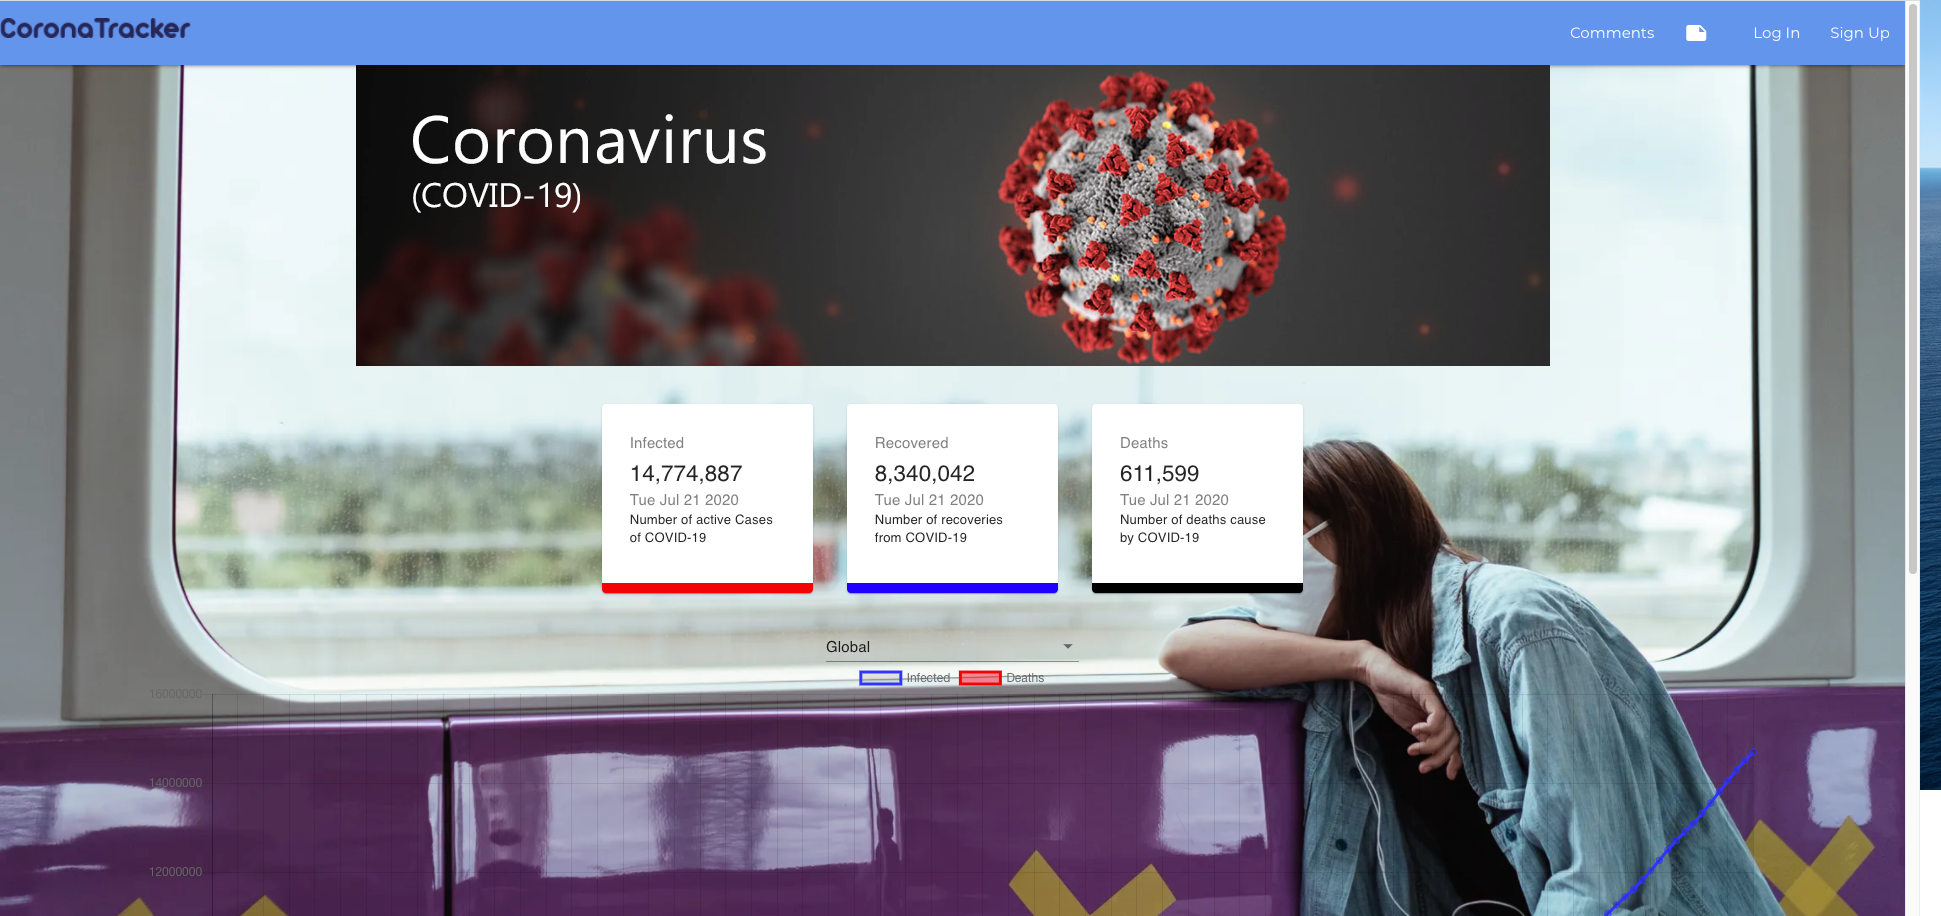 CoronaTracker
Comments
Log In
Sign Up
Coronavirus
(COVID-19)
Infected
14,774,887
Tue Jul 21 2020
Number of active Cases
of COVID-19
Recovered
8,340,042
Tue Jul 21 2020
Number of recoveries
from COVID-19
Deaths
611,599
Tue Jul 21 2020
Number of deaths cause
by COVID-19
Global
Infected
Deaths
16000000
14000000
12000000